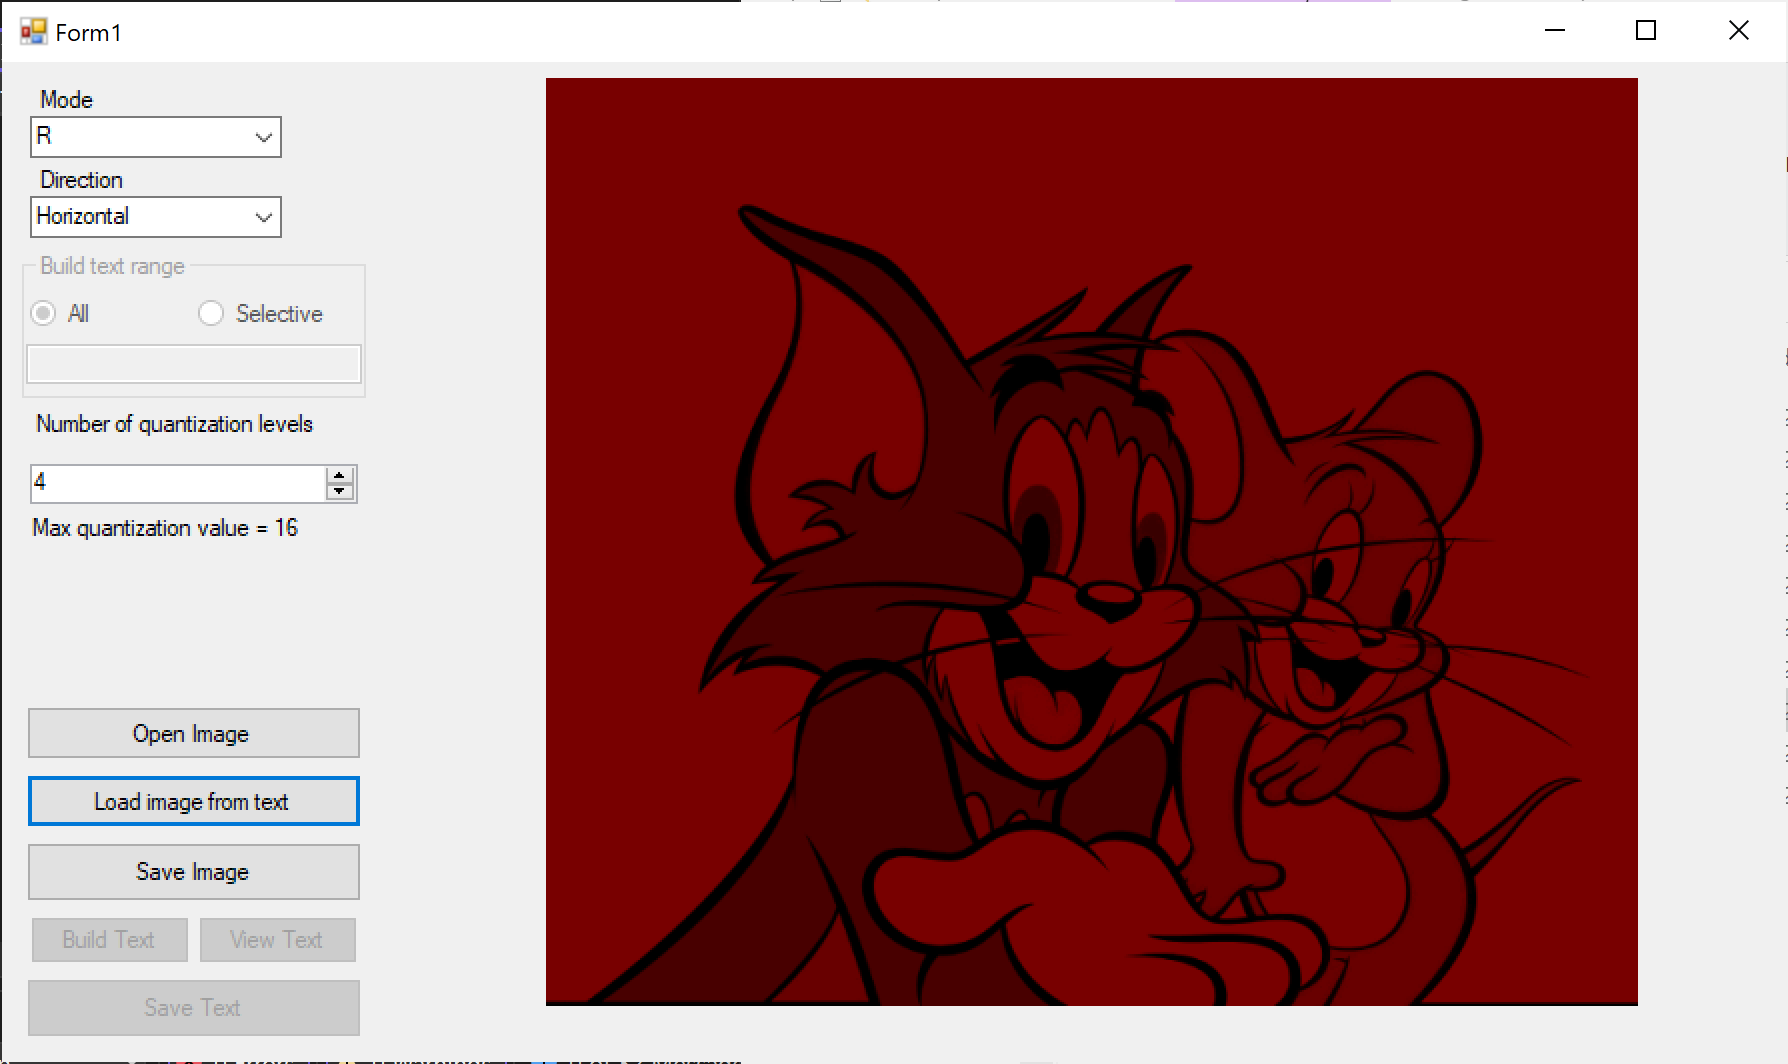 Form1
Mode
R
Direction
Horizontal
Build text range
All Selective
Number of quantization levels
4
Max quantization value = 16
Open Image
Load image from text
Save Image
Build Text View Text
Save Text